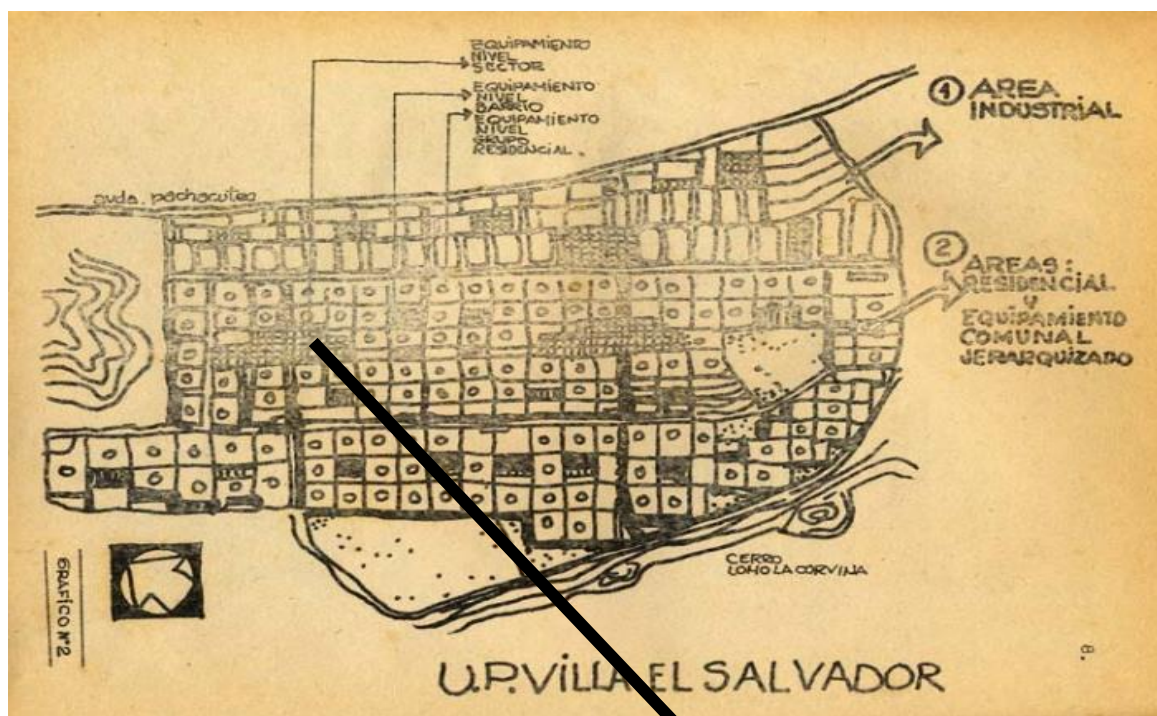 EQUIPAMIENTO
NIVEL
SECTOR
EQUIPAMIENTO
NIVEL
BARRIO
EQUIPAMIENTO
NIVEL
GRUPO
RESIDENCIAL.
① AREA
INDUSTRIAL
avda. pachacutec
② AREAS:
RESIDENCIAL
Y
EQUIPAMIENTO
COMUNAL
JERARQUIZADO
CERRO
LOMO LA CORVINA
GRAFICO Nº2
8.
U.P. VILLA EL SALVADOR